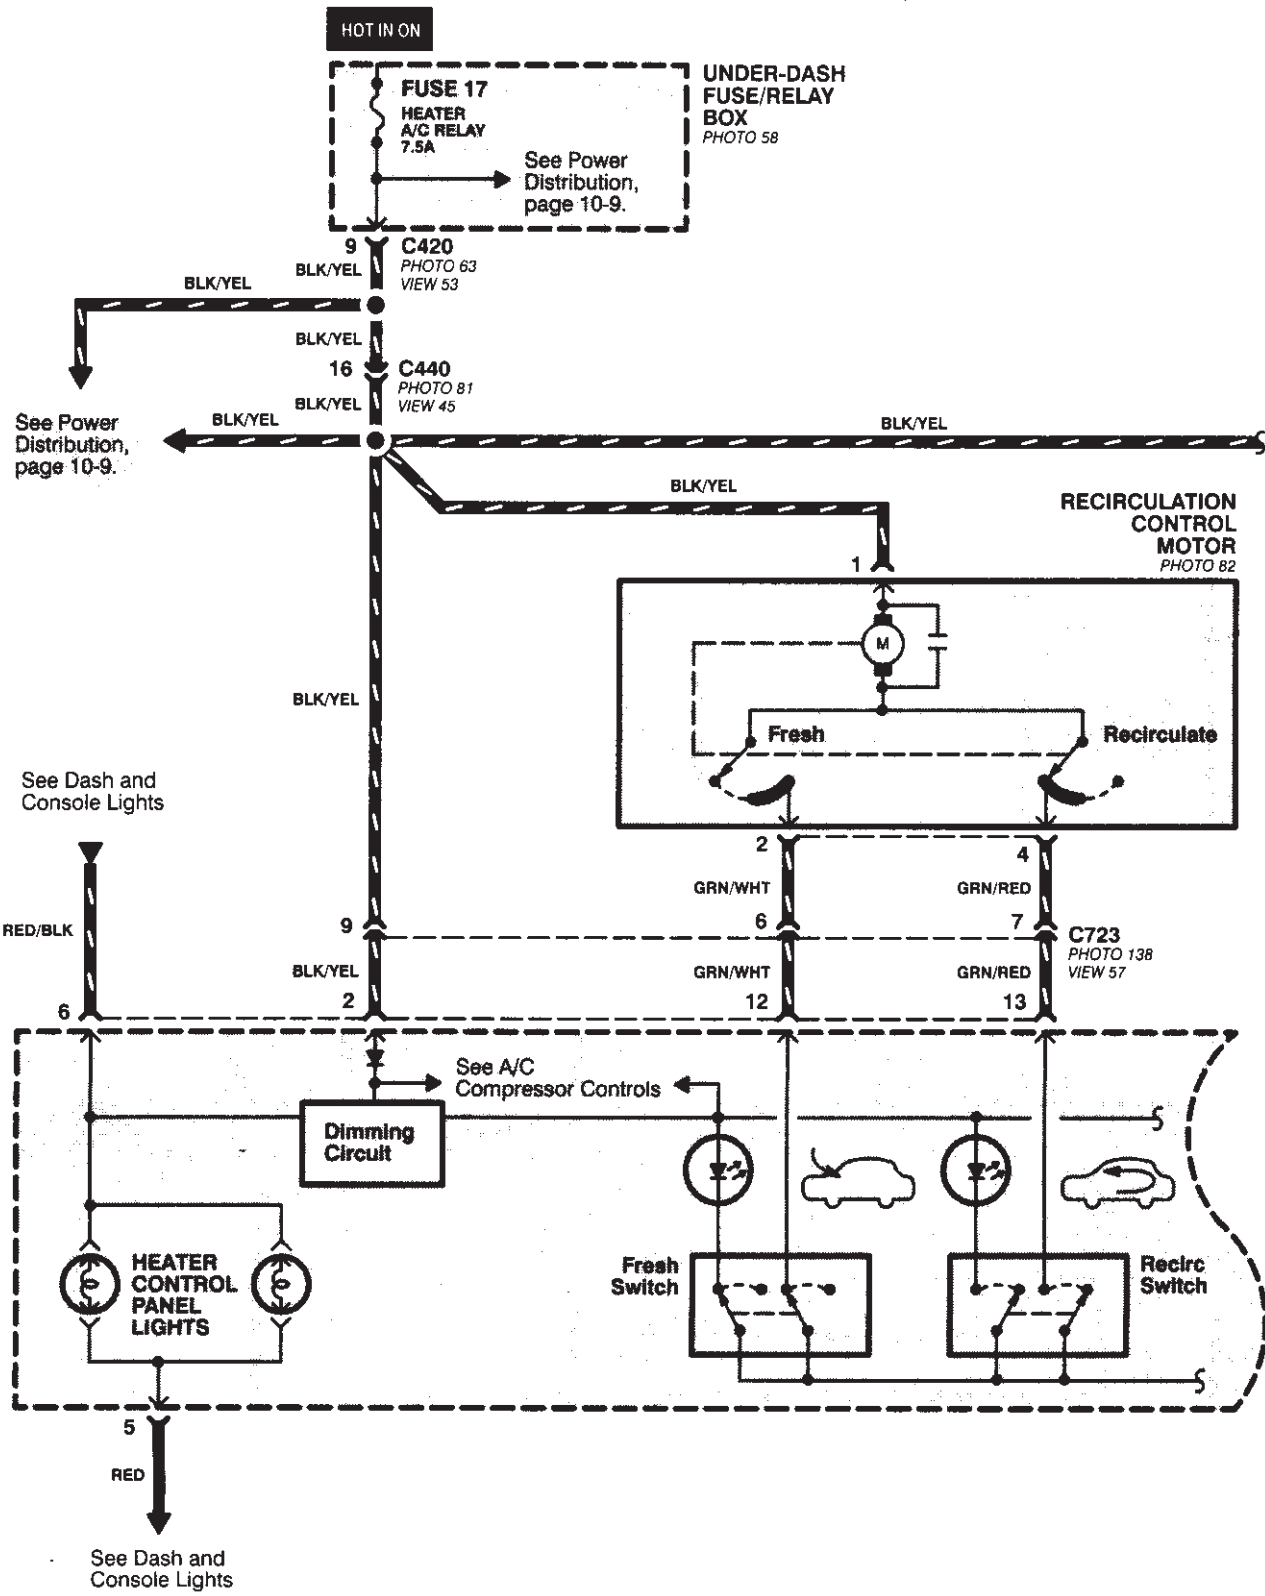 HOT IN ON
FUSE 17
HEATER
A/C RELAY
7.5A
UNDER-DASH
FUSE/RELAY
BOX
PHOTO 58
See Power
Distribution,
page 10-9.
9
C420
PHOTO 63
VIEW 53
BLK/YEL
BLK/YEL
BLK/YEL
16
C440
PHOTO 81
VIEW 45
BLK/YEL
See Power
Distribution,
page 10-9.
BLK/YEL
BLK/YEL
BLK/YEL
RECIRCULATION
CONTROL
MOTOR
PHOTO 82
1
M
BLK/YEL
Fresh
Recirculate
See Dash and
Console Lights
2
4
GRN/WHT
GRN/RED
RED/BLK
9
6
7
C723
PHOTO 138
VIEW 57
BLK/YEL
GRN/WHT
GRN/RED
6
2
12
13
See A/C
Compressor Controls
Dimming
Circuit
HEATER
CONTROL
PANEL
LIGHTS
Fresh
Switch
Recirc
Switch
5
RED
See Dash and
Console Lights